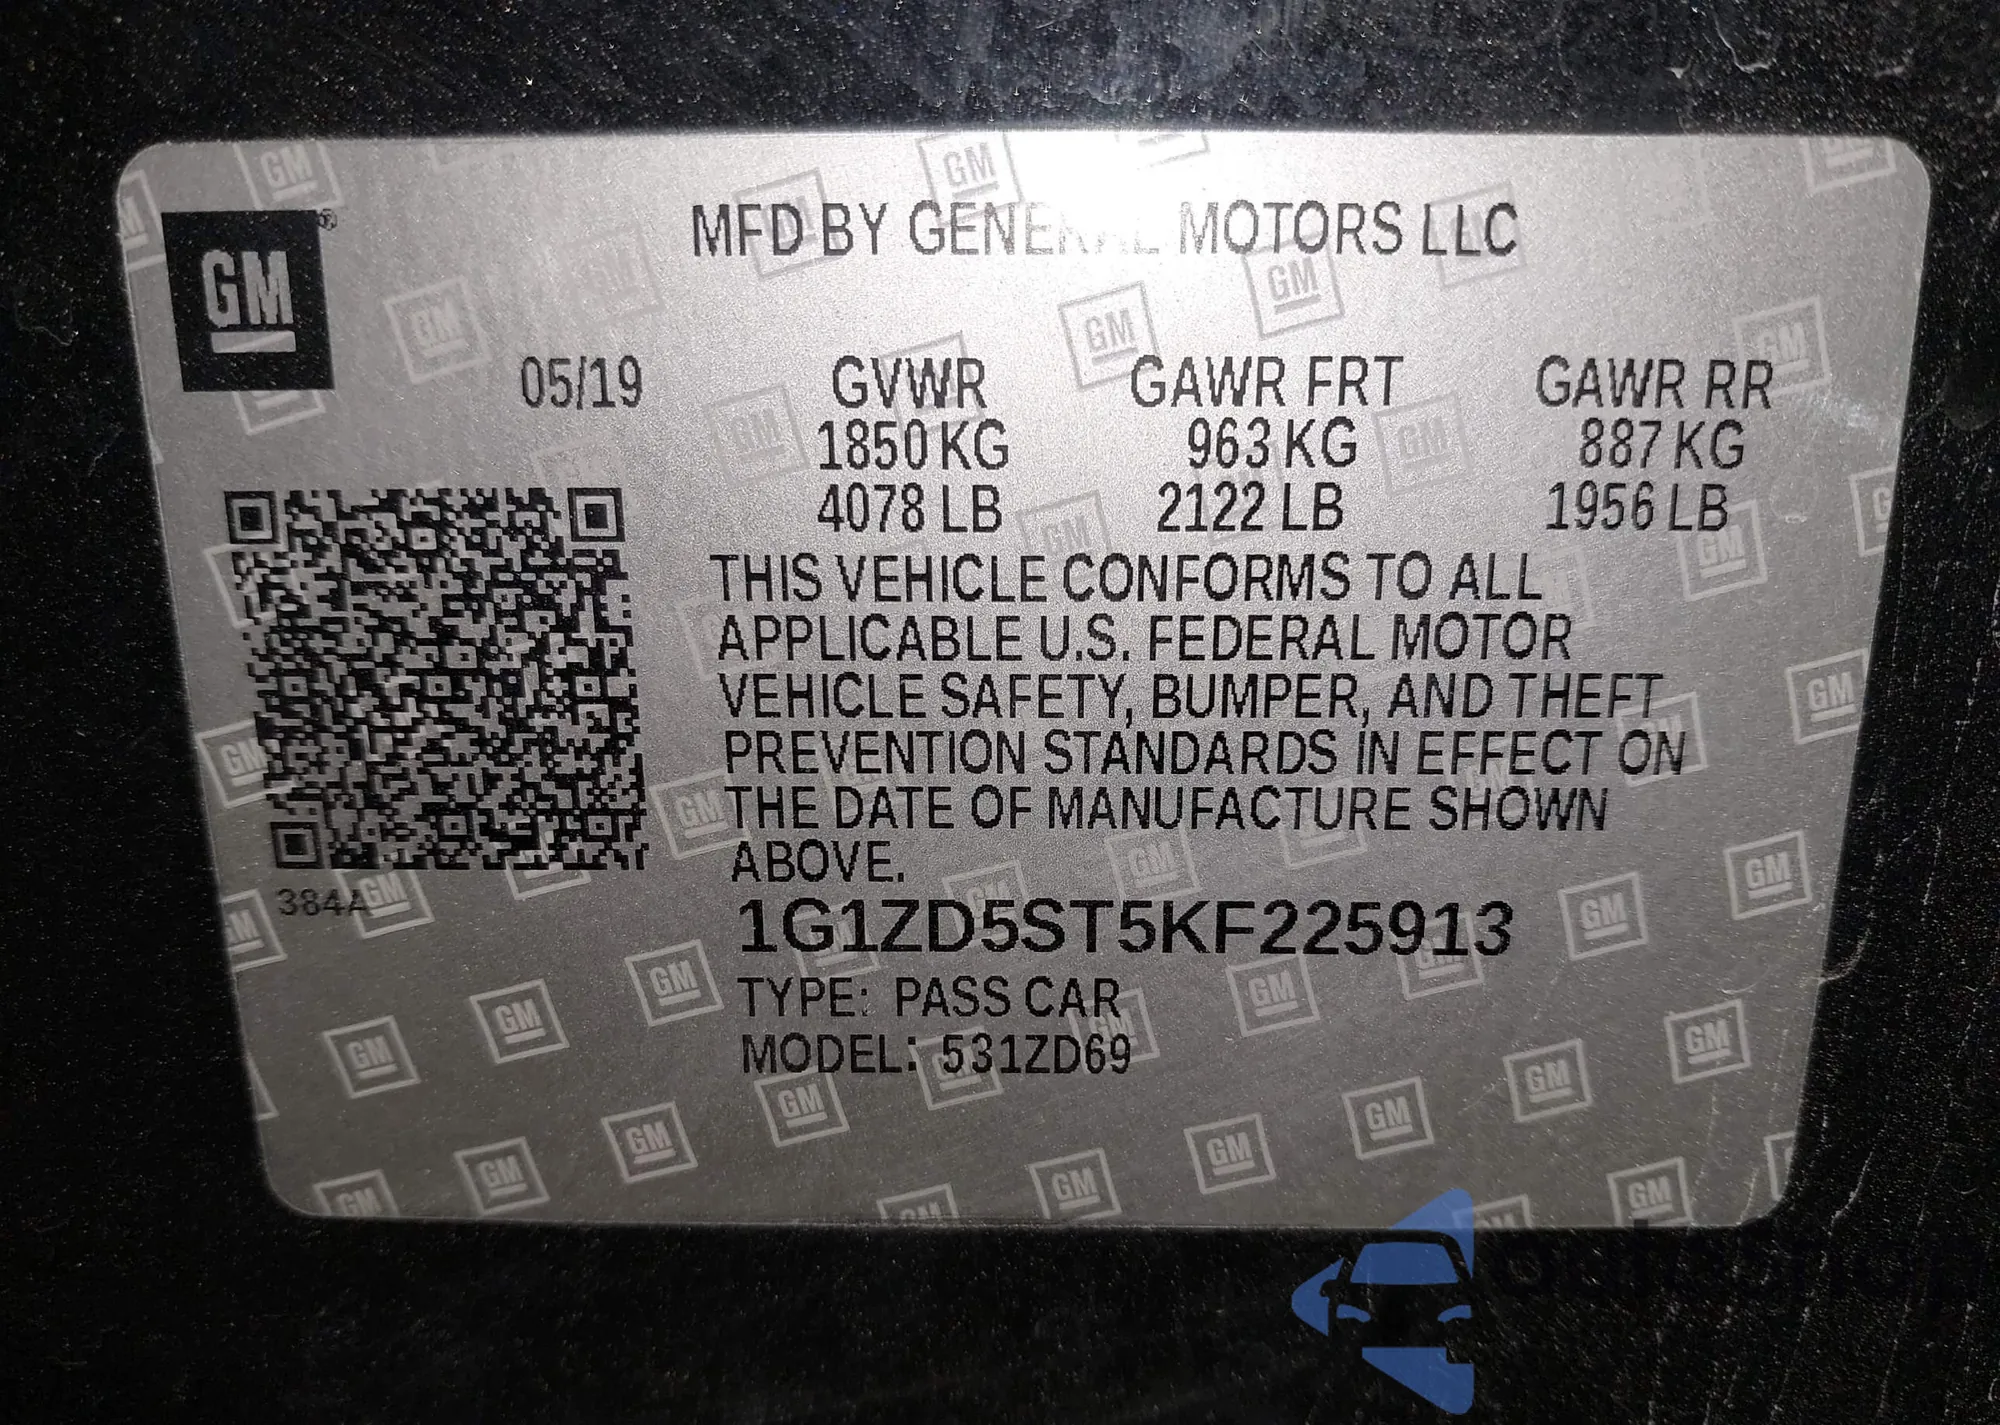 GM®
MFD BY GENERAL MOTORS LLC
05/19 GVWR GAWR FRT GAWR RR
1850 KG 963 KG 887 KG
4078 LB 2122 LB 1956 LB
THIS VEHICLE CONFORMS TO ALL
APPLICABLE U.S. FEDERAL MOTOR
VEHICLE SAFETY, BUMPER, AND THEFT
PREVENTION STANDARDS IN EFFECT ON
THE DATE OF MANUFACTURE SHOWN
ABOVE.
384A
1G1ZD5ST5KF225913
TYPE: PASS CAR
MODEL: 531ZD69